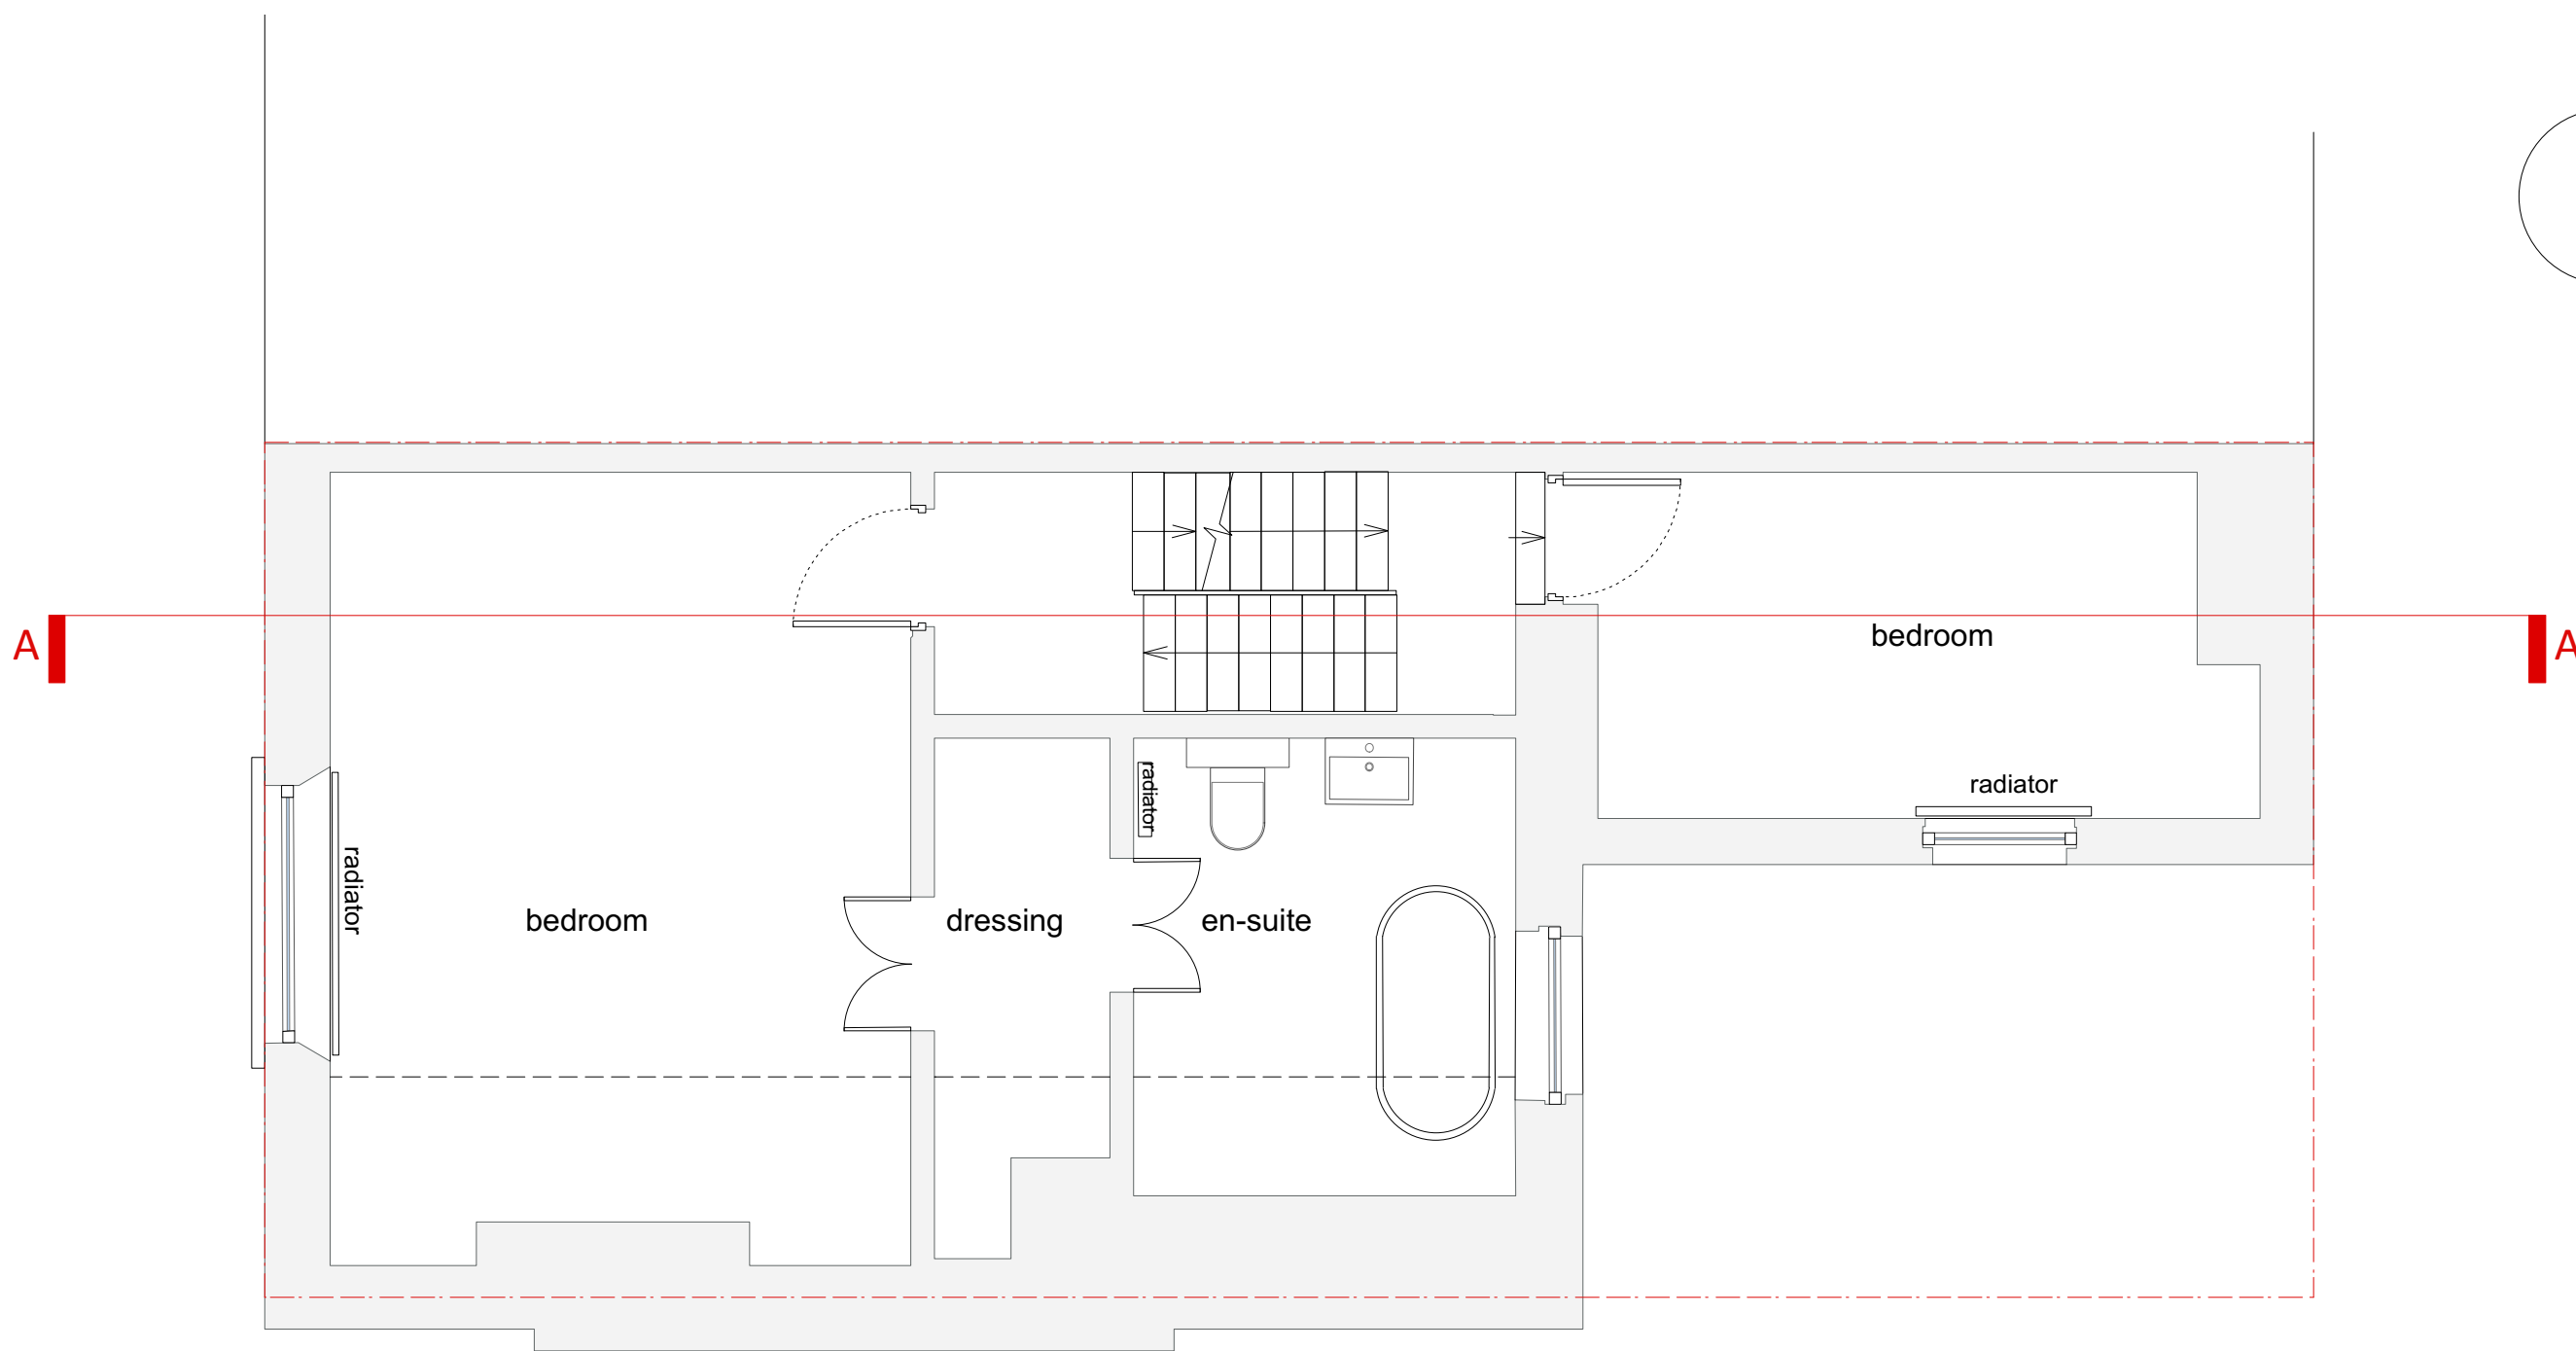 A
A
bedroom
radiator
radiator
radiator
bedroom
dressing
en-suite